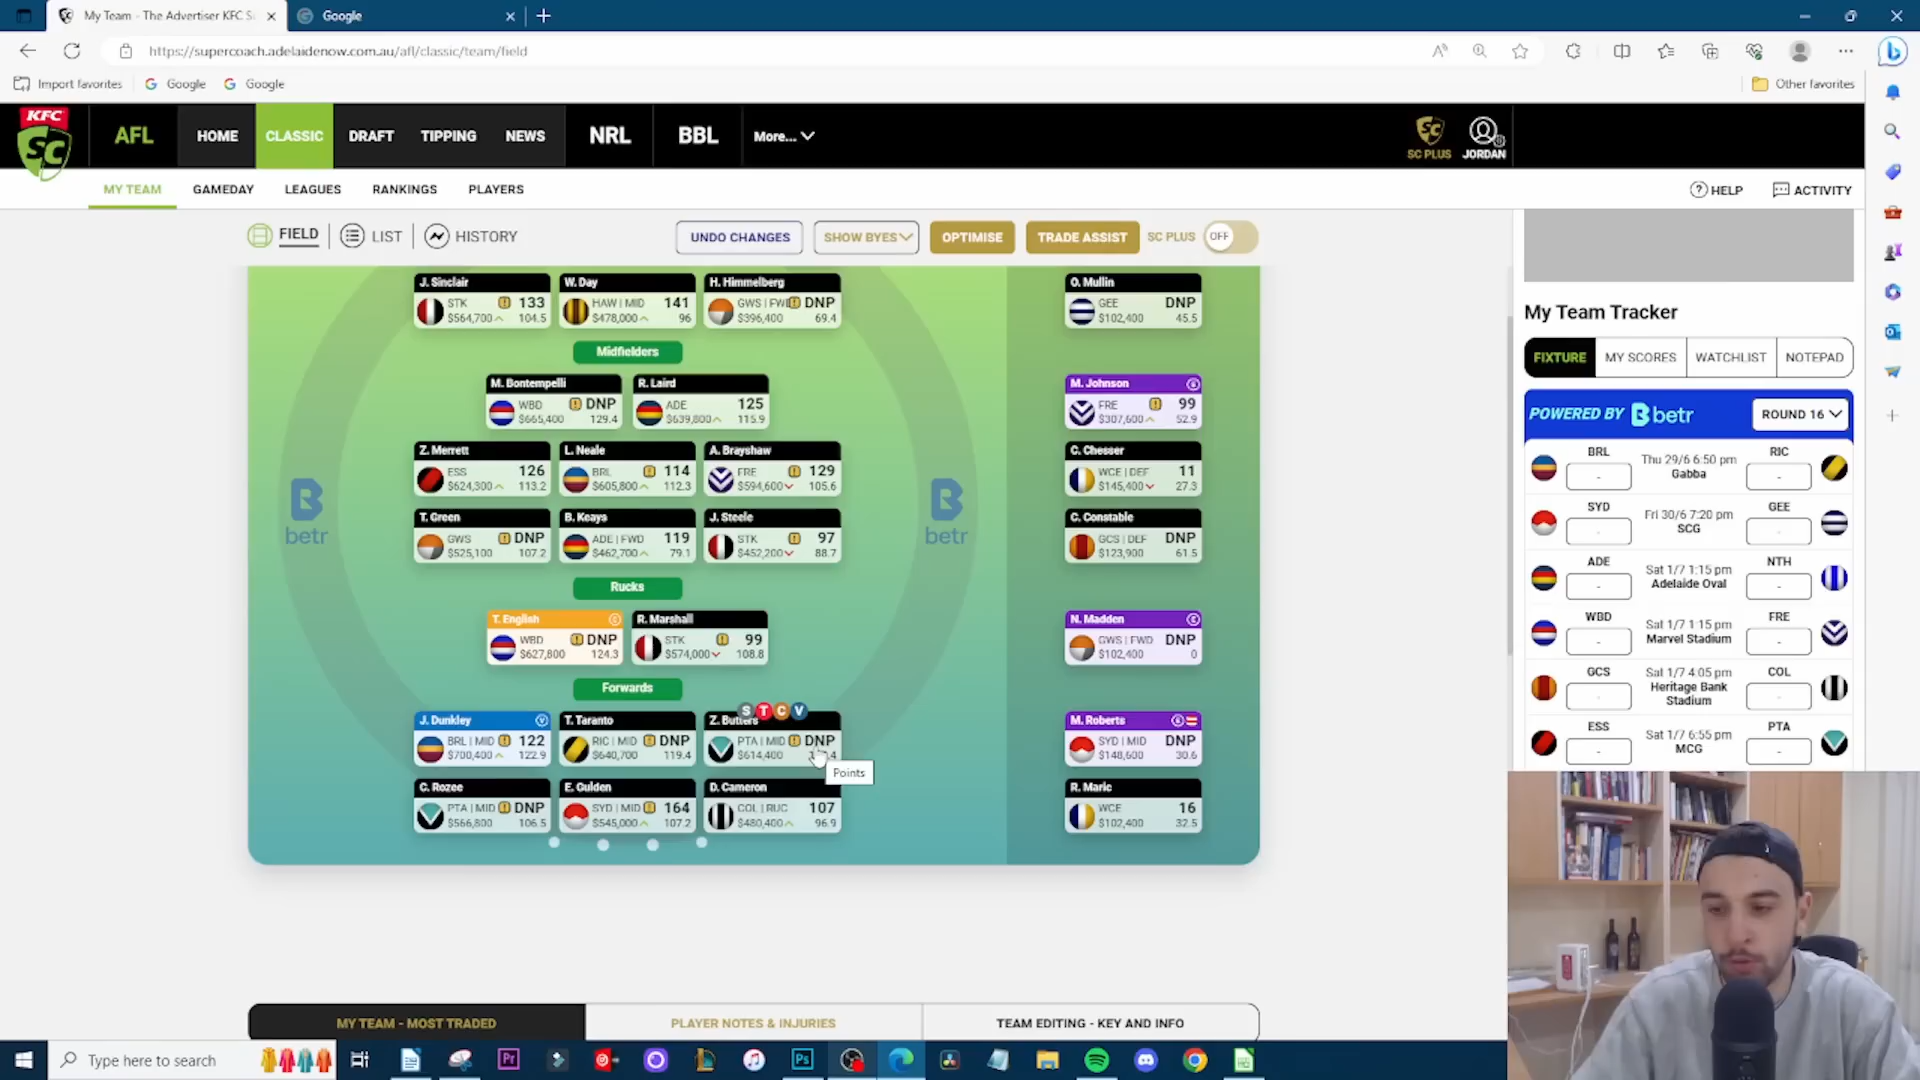 My Team - The Advertiser KFC S
Google
https://supercoach.adelaidenow.com.au/afl/classic/team/field
Import favorites
Google
Google
Other favorites
KFC
SC
AFL
HOME
CLASSIC
DRAFT
TIPPING
NEWS
NRL
BBL
More...
SC PLUS
JORDAN
MY TEAM
GAMEDAY
LEAGUES
RANKINGS
PLAYERS
HELP
ACTIVITY
FIELD
LIST
HISTORY
UNDO CHANGES
SHOW BYES
OPTIMISE
TRADE ASSIST
SC PLUS
OFF
J. Sinclair
STK 133
$564,700 104.5
W. Day
HAW | MID 141
$478,000 96
H. Himmelberg
GWS | FWD DNP
$396,400 69.4
O. Mullin
GEE DNP
$102,400 45.5
Midfielders
M. Bontempelli
WBD DNP
$665,400 129.4
R. Laird
ADE 125
$639,800 115.9
M. Johnson
FRE 99
$307,600 52.9
Z. Merrett
ESS 126
$624,300 113.2
L. Neale
BRL 114
$605,800 112.3
A. Brayshaw
FRE 129
$594,600 105.6
C. Chesser
WCE | DEF 11
$145,400 27.3
B
betr
B
betr
T. Green
GWS DNP
$525,100 107.2
B. Keays
ADE | FWD 119
$462,700 79.1
J. Steele
STK 97
$452,200 88.7
C. Constable
GCS | DEF DNP
$123,900 61.5
Rucks
T. English
WBD DNP
$627,800 124.3
R. Marshall
STK 99
$574,000 108.8
N. Madden
GWS | FWD DNP
$102,400 0
Forwards
S T C V
J. Dunkley
BRL | MID 122
$700,400 122.9
T. Taranto
RIC | MID DNP
$640,700 119.4
Z. Butters
PTA | MID DNP
$614,400
Points
M. Roberts
SYD | MID DNP
$148,600 30.6
C. Rozee
PTA | MID DNP
$566,800 106.5
E. Gulden
SYD | MID 164
$545,000 107.2
D. Cameron
COL | RUC 107
$480,400 96.9
R. Maric
WCE 16
$102,400 32.5
MY TEAM - MOST TRADED
PLAYER NOTES & INJURIES
TEAM EDITING - KEY AND INFO
My Team Tracker
FIXTURE
MY SCORES
WATCHLIST
NOTEPAD
POWERED BY betr
ROUND 16
BRL
Thu 29/6 6:50 pm
Gabba
RIC
SYD
Fri 30/6 7:20 pm
SCG
GEE
ADE
Sat 1/7 1:15 pm
Adelaide Oval
NTH
WBD
Sat 1/7 1:15 pm
Marvel Stadium
FRE
GCS
Sat 1/7 4:05 pm
Heritage Bank
Stadium
COL
ESS
Sat 1/7 6:55 pm
MCG
PTA
Type here to search
Pr
Ps